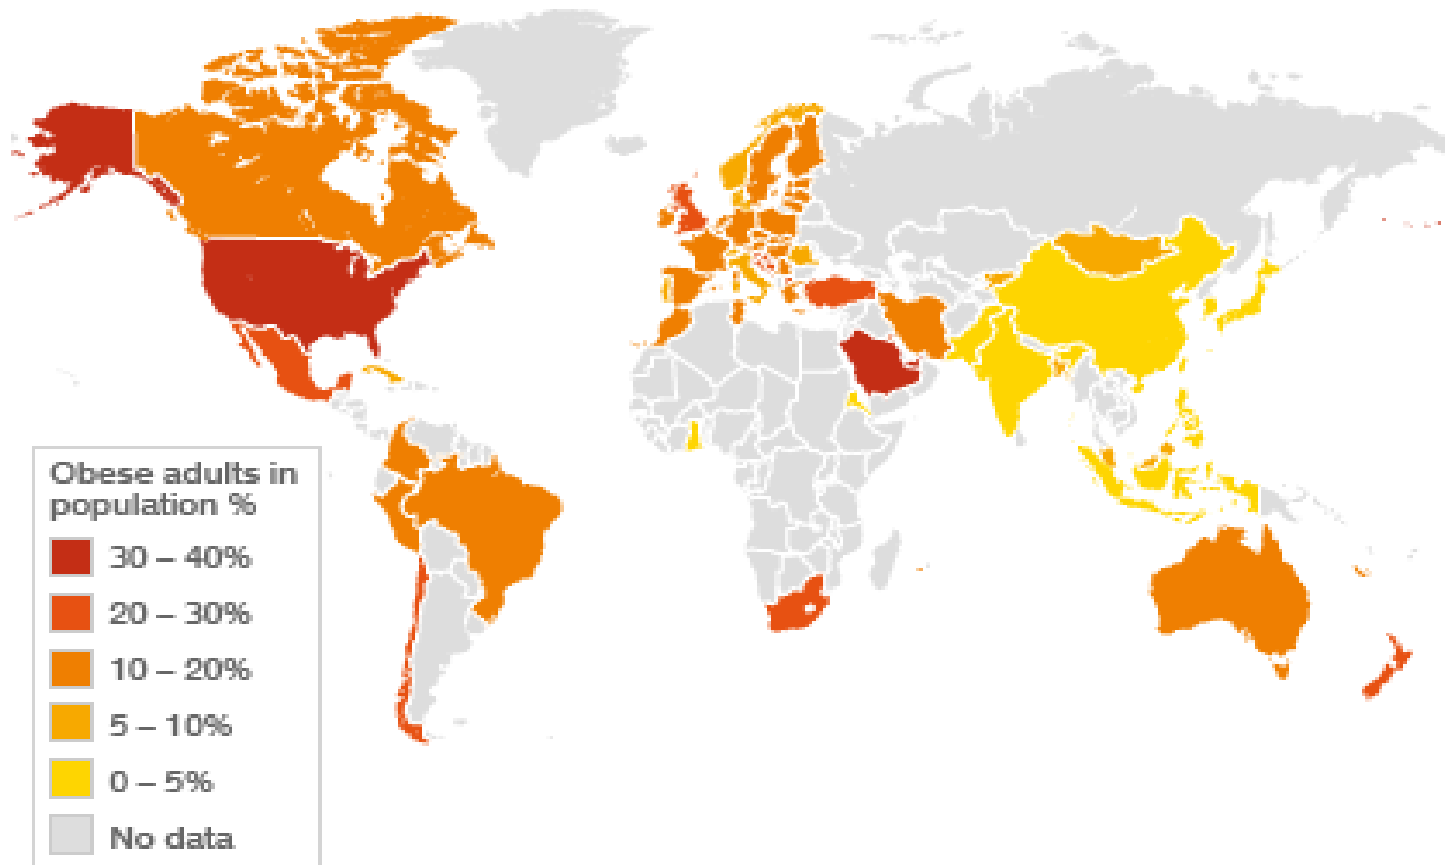 Obese adults in
population %
30 – 40%
20 – 30%
10 – 20%
5 – 10%
0 – 5%
No data